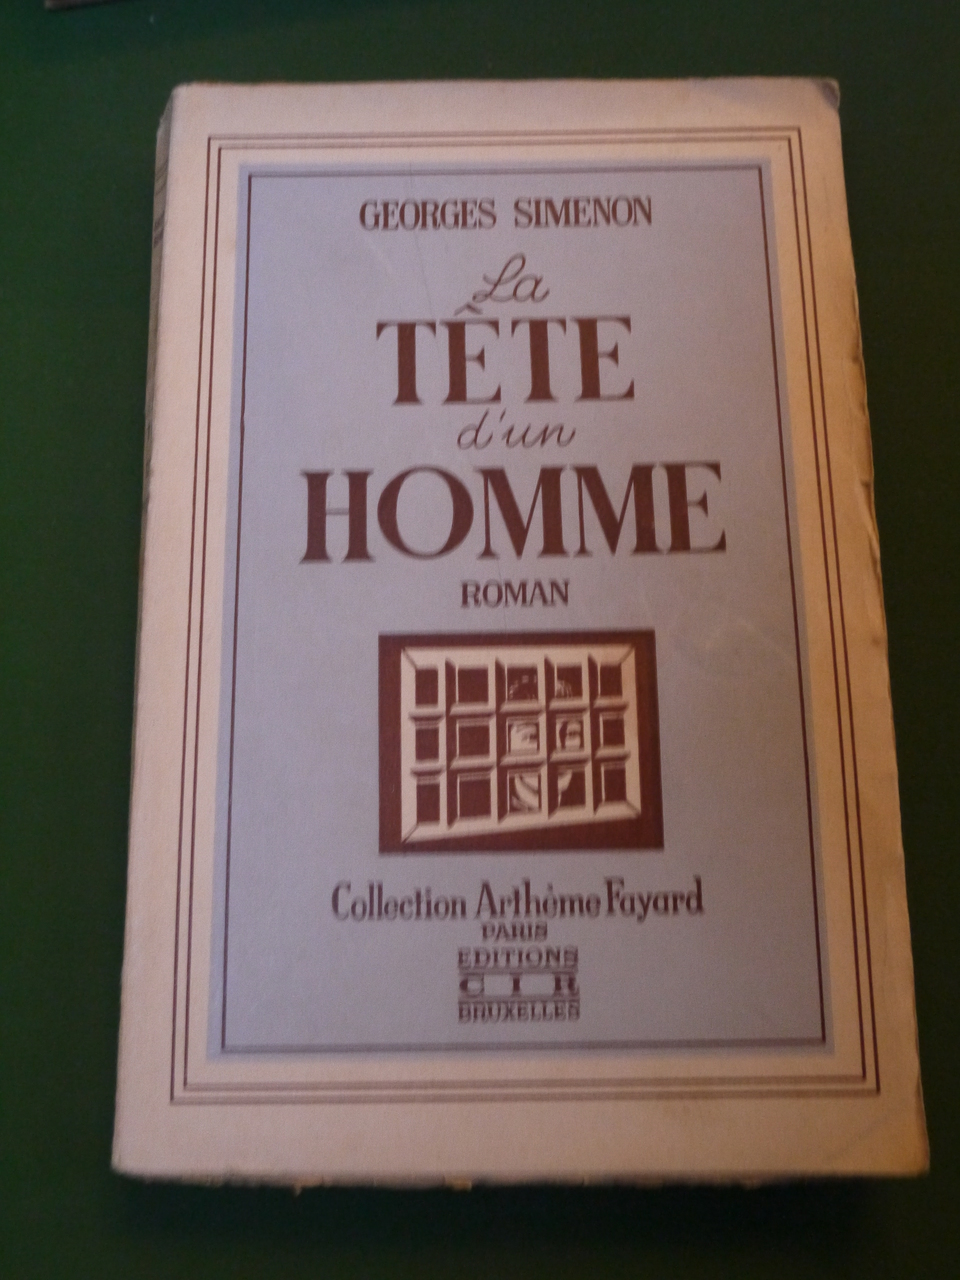 GEORGES SIMENON
La
TÊTE
d'un
HOMME
ROMAN
Collection Arthème Fayard
PARIS
EDITIONS
CIR
BRUXELLES